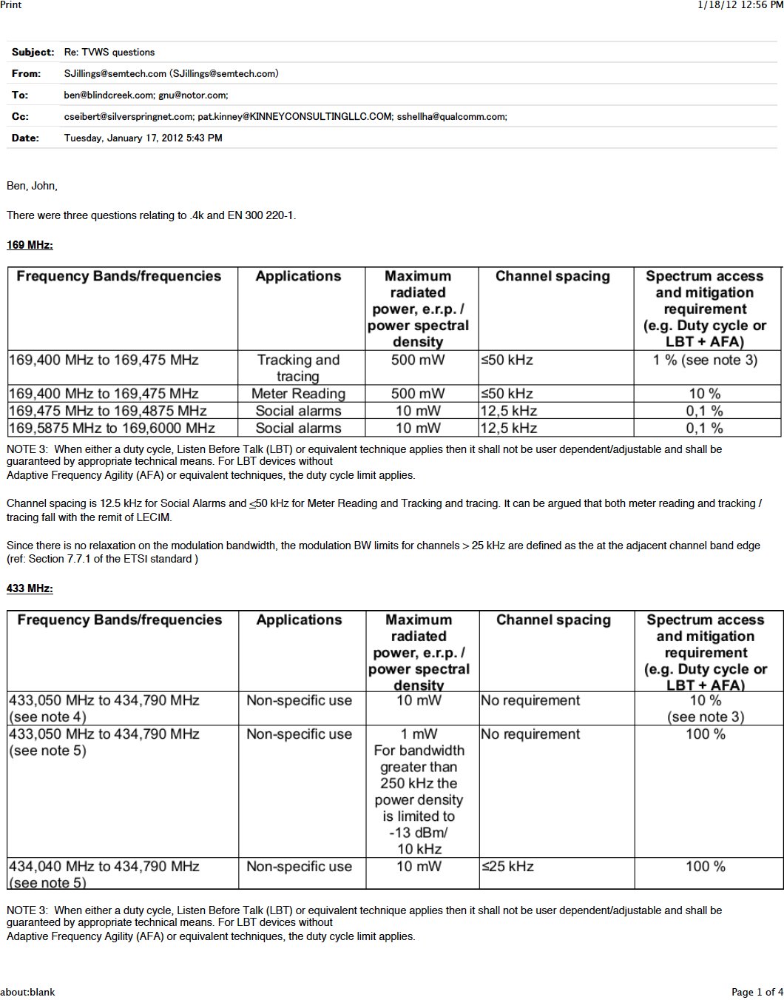 Print 1/18/12 12:56 PM
Subject: Re: TVWS questions
From: SJillings@semtech.com (SJillings@semtech.com)
To: ben@blindcreek.com; gnu@notor.com;
Cc: cseibert@silverspringnet.com; pat.kinney@KINNEYCONSULTINGLLC.COM; sshellha@qualcomm.com;
Date: Tuesday, January 17, 2012 5:43 PM
Ben, John,
There were three questions relating to .4k and EN 300 220-1.
169 MHz:
Frequency Bands/frequencies Applications Maximum Channel spacing Spectrum access
radiated and mitigation
power, e.r.p. / requirement
power spectral (e.g. Duty cycle or
density LBT + AFA)
169,400 MHz to 169,475 MHz Tracking and 500 mW ≤50 kHz 1 % (see note 3)
tracing
169,400 MHz to 169,475 MHz Meter Reading 500 mW ≤50 kHz 10 %
169,475 MHz to 169,4875 MHz Social alarms 10 mW 12,5 kHz 0,1 %
169,5875 MHz to 169,6000 MHz Social alarms 10 mW 12,5 kHz 0,1 %
NOTE 3: When either a duty cycle, Listen Before Talk (LBT) or equivalent technique applies then it shall not be user dependent/adjustable and shall be
guaranteed by appropriate technical means. For LBT devices without
Adaptive Frequency Agility (AFA) or equivalent techniques, the duty cycle limit applies.
Channel spacing is 12.5 kHz for Social Alarms and ≤50 kHz for Meter Reading and Tracking and tracing. It can be argued that both meter reading and tracking /
tracing fall with the remit of LECIM.
Since there is no relaxation on the modulation bandwidth, the modulation BW limits for channels > 25 kHz are defined as the at the adjacent channel band edge
(ref: Section 7.7.1 of the ETSI standard )
433 MHz:
Frequency Bands/frequencies Applications Maximum Channel spacing Spectrum access
radiated and mitigation
power, e.r.p. / requirement
power spectral (e.g. Duty cycle or
density LBT + AFA)
433,050 MHz to 434,790 MHz Non-specific use 10 mW No requirement 10 %
(see note 4) (see note 3)
433,050 MHz to 434,790 MHz Non-specific use 1 mW No requirement 100 %
(see note 5) For bandwidth
greater than
250 kHz the
power density
is limited to
-13 dBm/
10 kHz
434,040 MHz to 434,790 MHz Non-specific use 10 mW ≤25 kHz 100 %
(see note 5)
NOTE 3: When either a duty cycle, Listen Before Talk (LBT) or equivalent technique applies then it shall not be user dependent/adjustable and shall be
guaranteed by appropriate technical means. For LBT devices without
Adaptive Frequency Agility (AFA) or equivalent techniques, the duty cycle limit applies.
about:blank Page 1 of 4